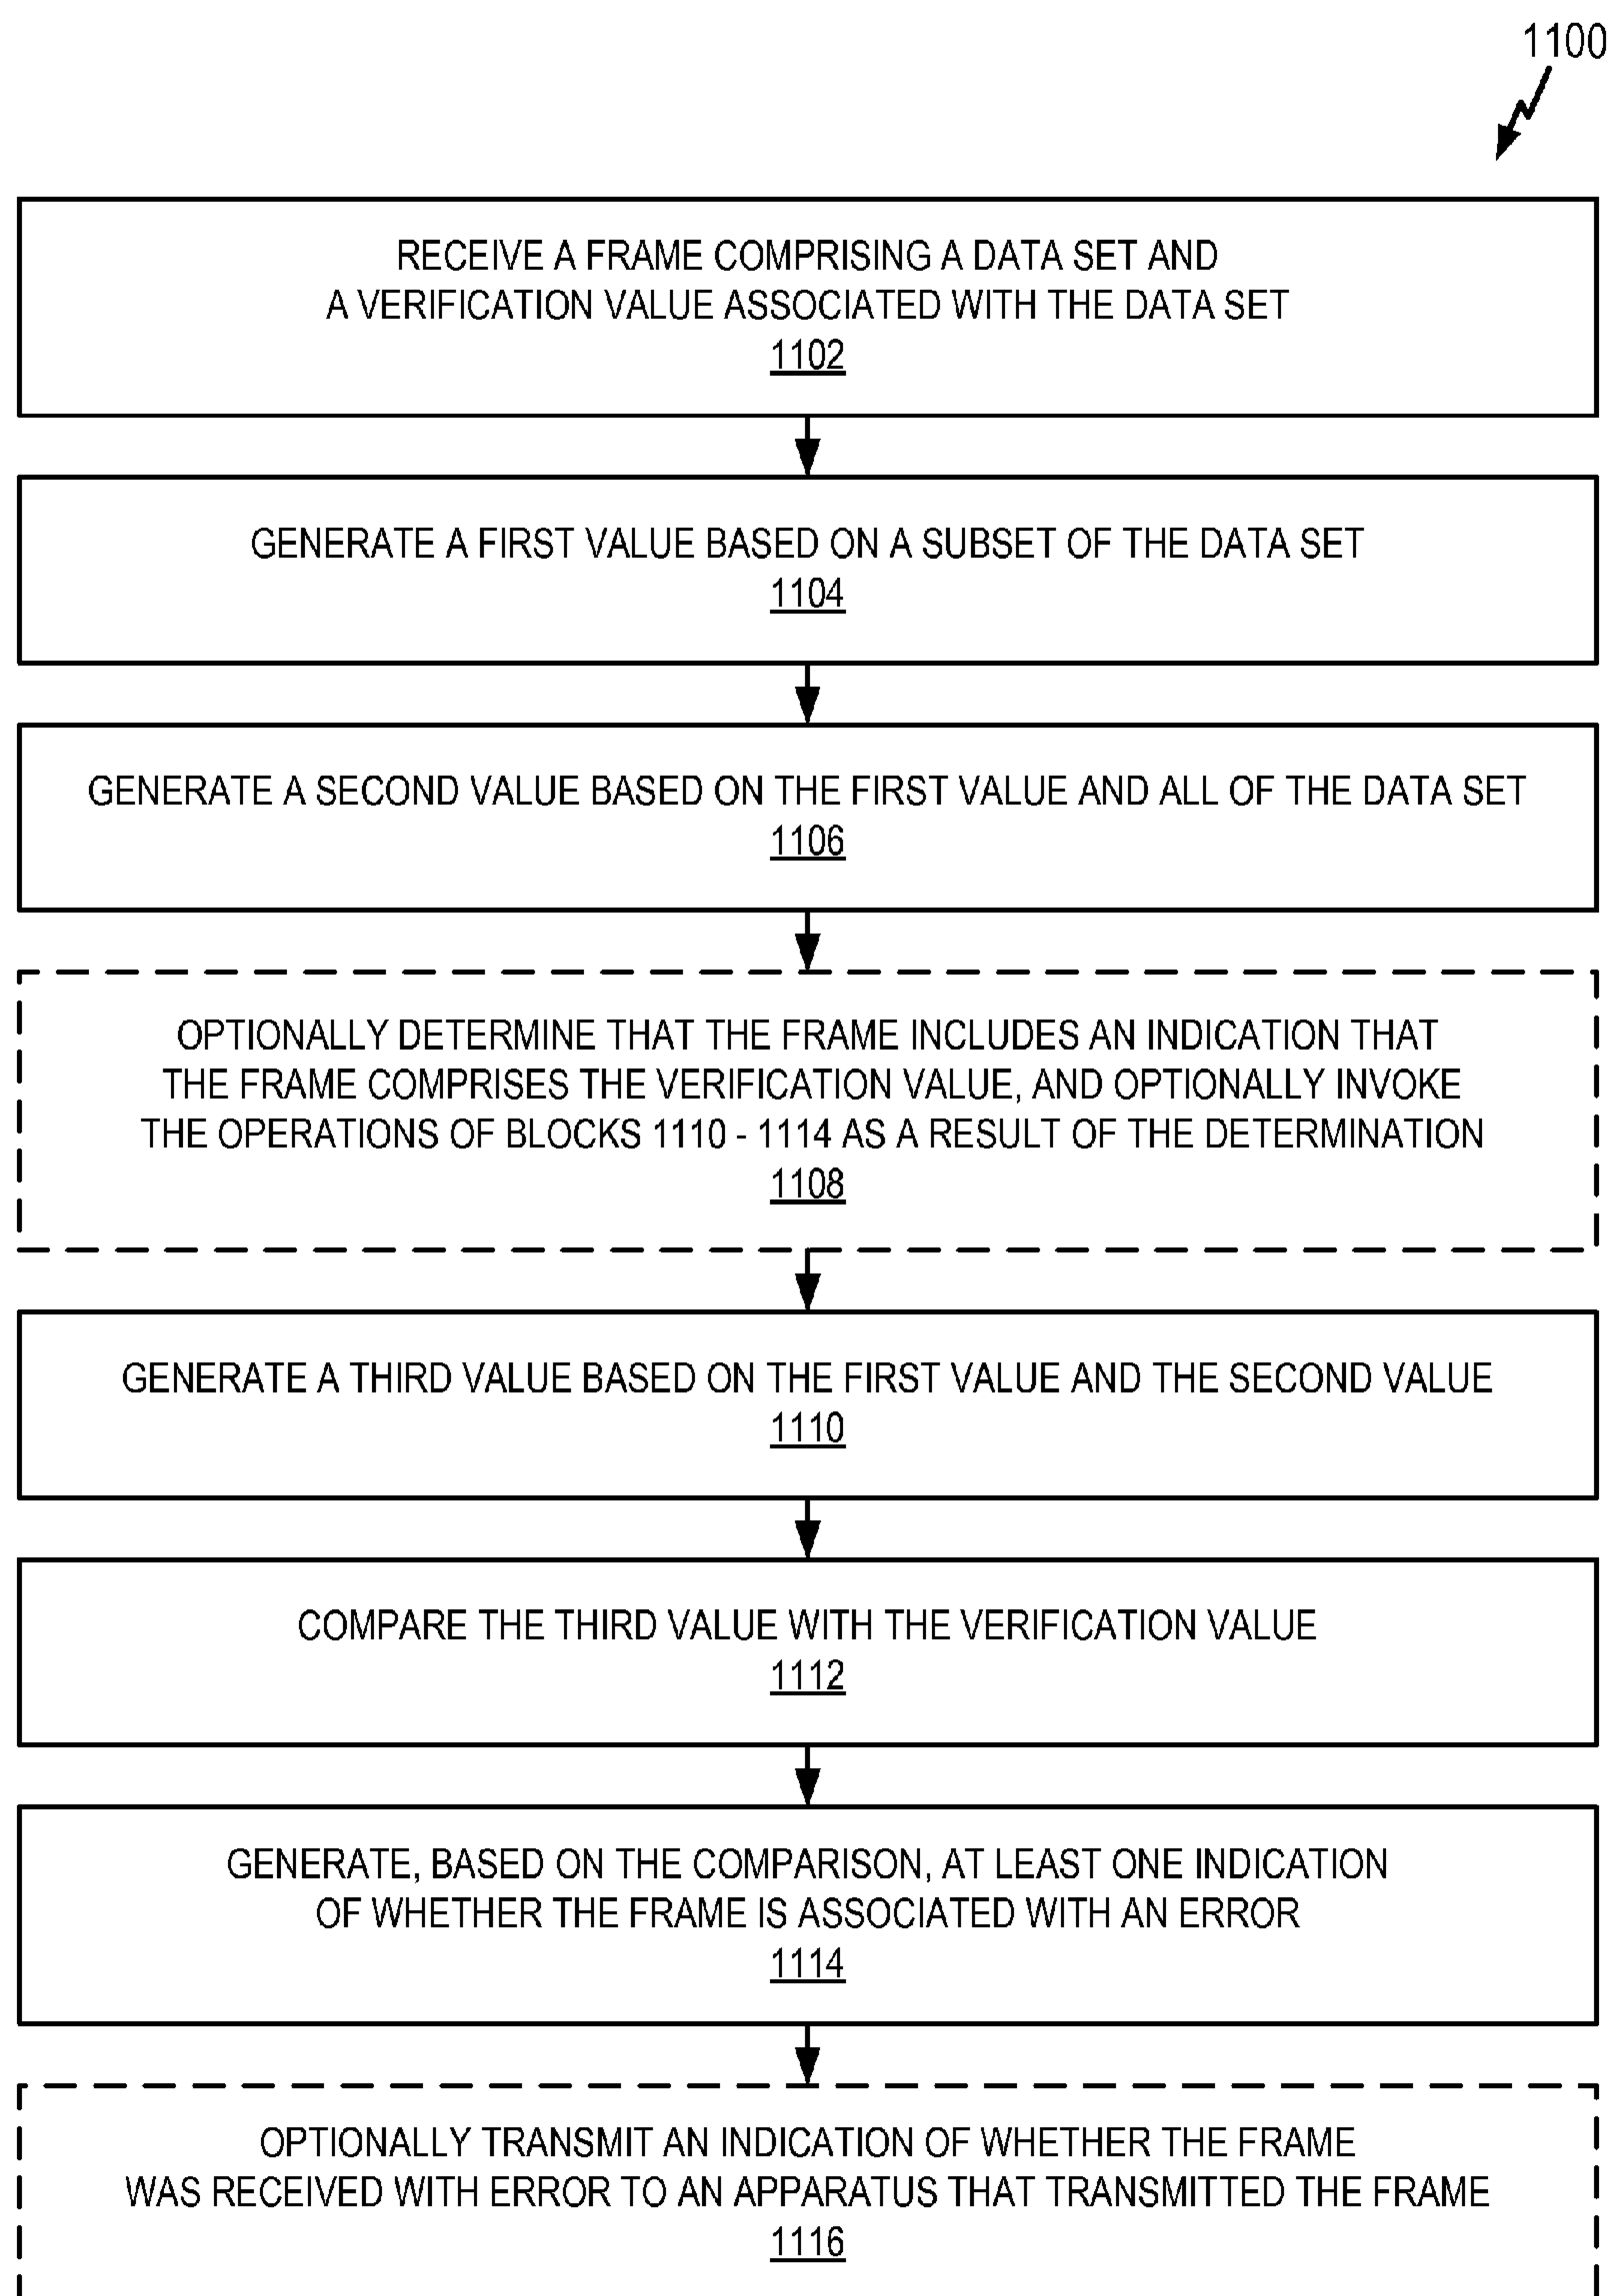 1100
RECEIVE A FRAME COMPRISING A DATA SET AND
A VERIFICATION VALUE ASSOCIATED WITH THE DATA SET
1102
GENERATE A FIRST VALUE BASED ON A SUBSET OF THE DATA SET
1104
GENERATE A SECOND VALUE BASED ON THE FIRST VALUE AND ALL OF THE DATA SET
1106
OPTIONALLY DETERMINE THAT THE FRAME INCLUDES AN INDICATION THAT
THE FRAME COMPRISES THE VERIFICATION VALUE, AND OPTIONALLY INVOKE
THE OPERATIONS OF BLOCKS 1110 - 1114 AS A RESULT OF THE DETERMINATION
1108
GENERATE A THIRD VALUE BASED ON THE FIRST VALUE AND THE SECOND VALUE
1110
COMPARE THE THIRD VALUE WITH THE VERIFICATION VALUE
1112
GENERATE, BASED ON THE COMPARISON, AT LEAST ONE INDICATION
OF WHETHER THE FRAME IS ASSOCIATED WITH AN ERROR
1114
OPTIONALLY TRANSMIT AN INDICATION OF WHETHER THE FRAME
WAS RECEIVED WITH ERROR TO AN APPARATUS THAT TRANSMITTED THE FRAME
1116